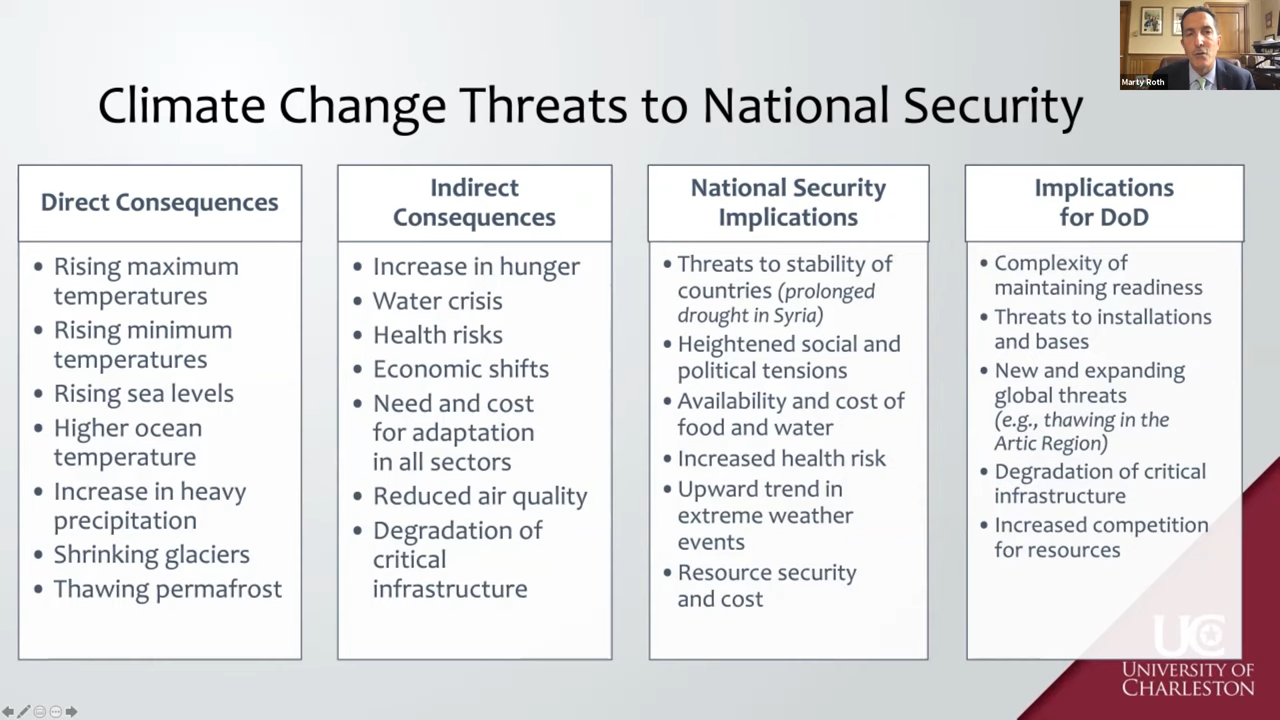 Marty Roth
Climate Change Threats to National Security
Direct Consequences
• Rising maximum
temperatures
• Rising minimum
temperatures
• Rising sea levels
• Higher ocean
temperature
• Increase in heavy
precipitation
• Shrinking glaciers
• Thawing permafrost
Indirect
Consequences
• Increase in hunger
• Water crisis
• Health risks
• Economic shifts
• Need and cost
for adaptation
in all sectors
• Reduced air quality
• Degradation of
critical
infrastructure
National Security
Implications
• Threats to stability of
countries (prolonged
drought in Syria)
• Heightened social and
political tensions
• Availability and cost of
food and water
• Increased health risk
• Upward trend in
extreme weather
events
• Resource security
and cost
Implications
for DoD
• Complexity of
maintaining readiness
• Threats to installations
and bases
• New and expanding
global threats
(e.g., thawing in the
Artic Region)
• Degradation of critical
infrastructure
• Increased competition
for resources
UC
UNIVERSITY OF
CHARLESTON